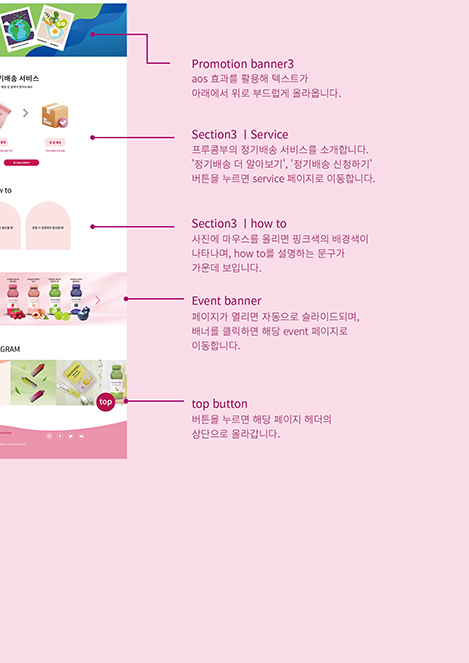 Promotion banner3
aos 효과를 활용해 텍스트가
아래에서 위로 부드럽게 올라옵니다.
기배송 서비스
Section3 ㅣService
프루콤부의 정기배송 서비스를 소개합니다.
'정기배송 더 알아보기', '정기배송 신청하기'
버튼을 누르면 service 페이지로 이동합니다.
w to
Section3 ㅣhow to
사진에 마우스를 올리면 핑크색의 배경색이
나타나며, how to를 설명하는 문구가
가운데 보입니다.
Event banner
페이지가 열리면 자동으로 슬라이드되며,
배너를 클릭하면 해당 event 페이지로
이동합니다.
AGRAM
top
top button
버튼을 누르면 해당 페이지 헤더의
상단으로 올라갑니다.